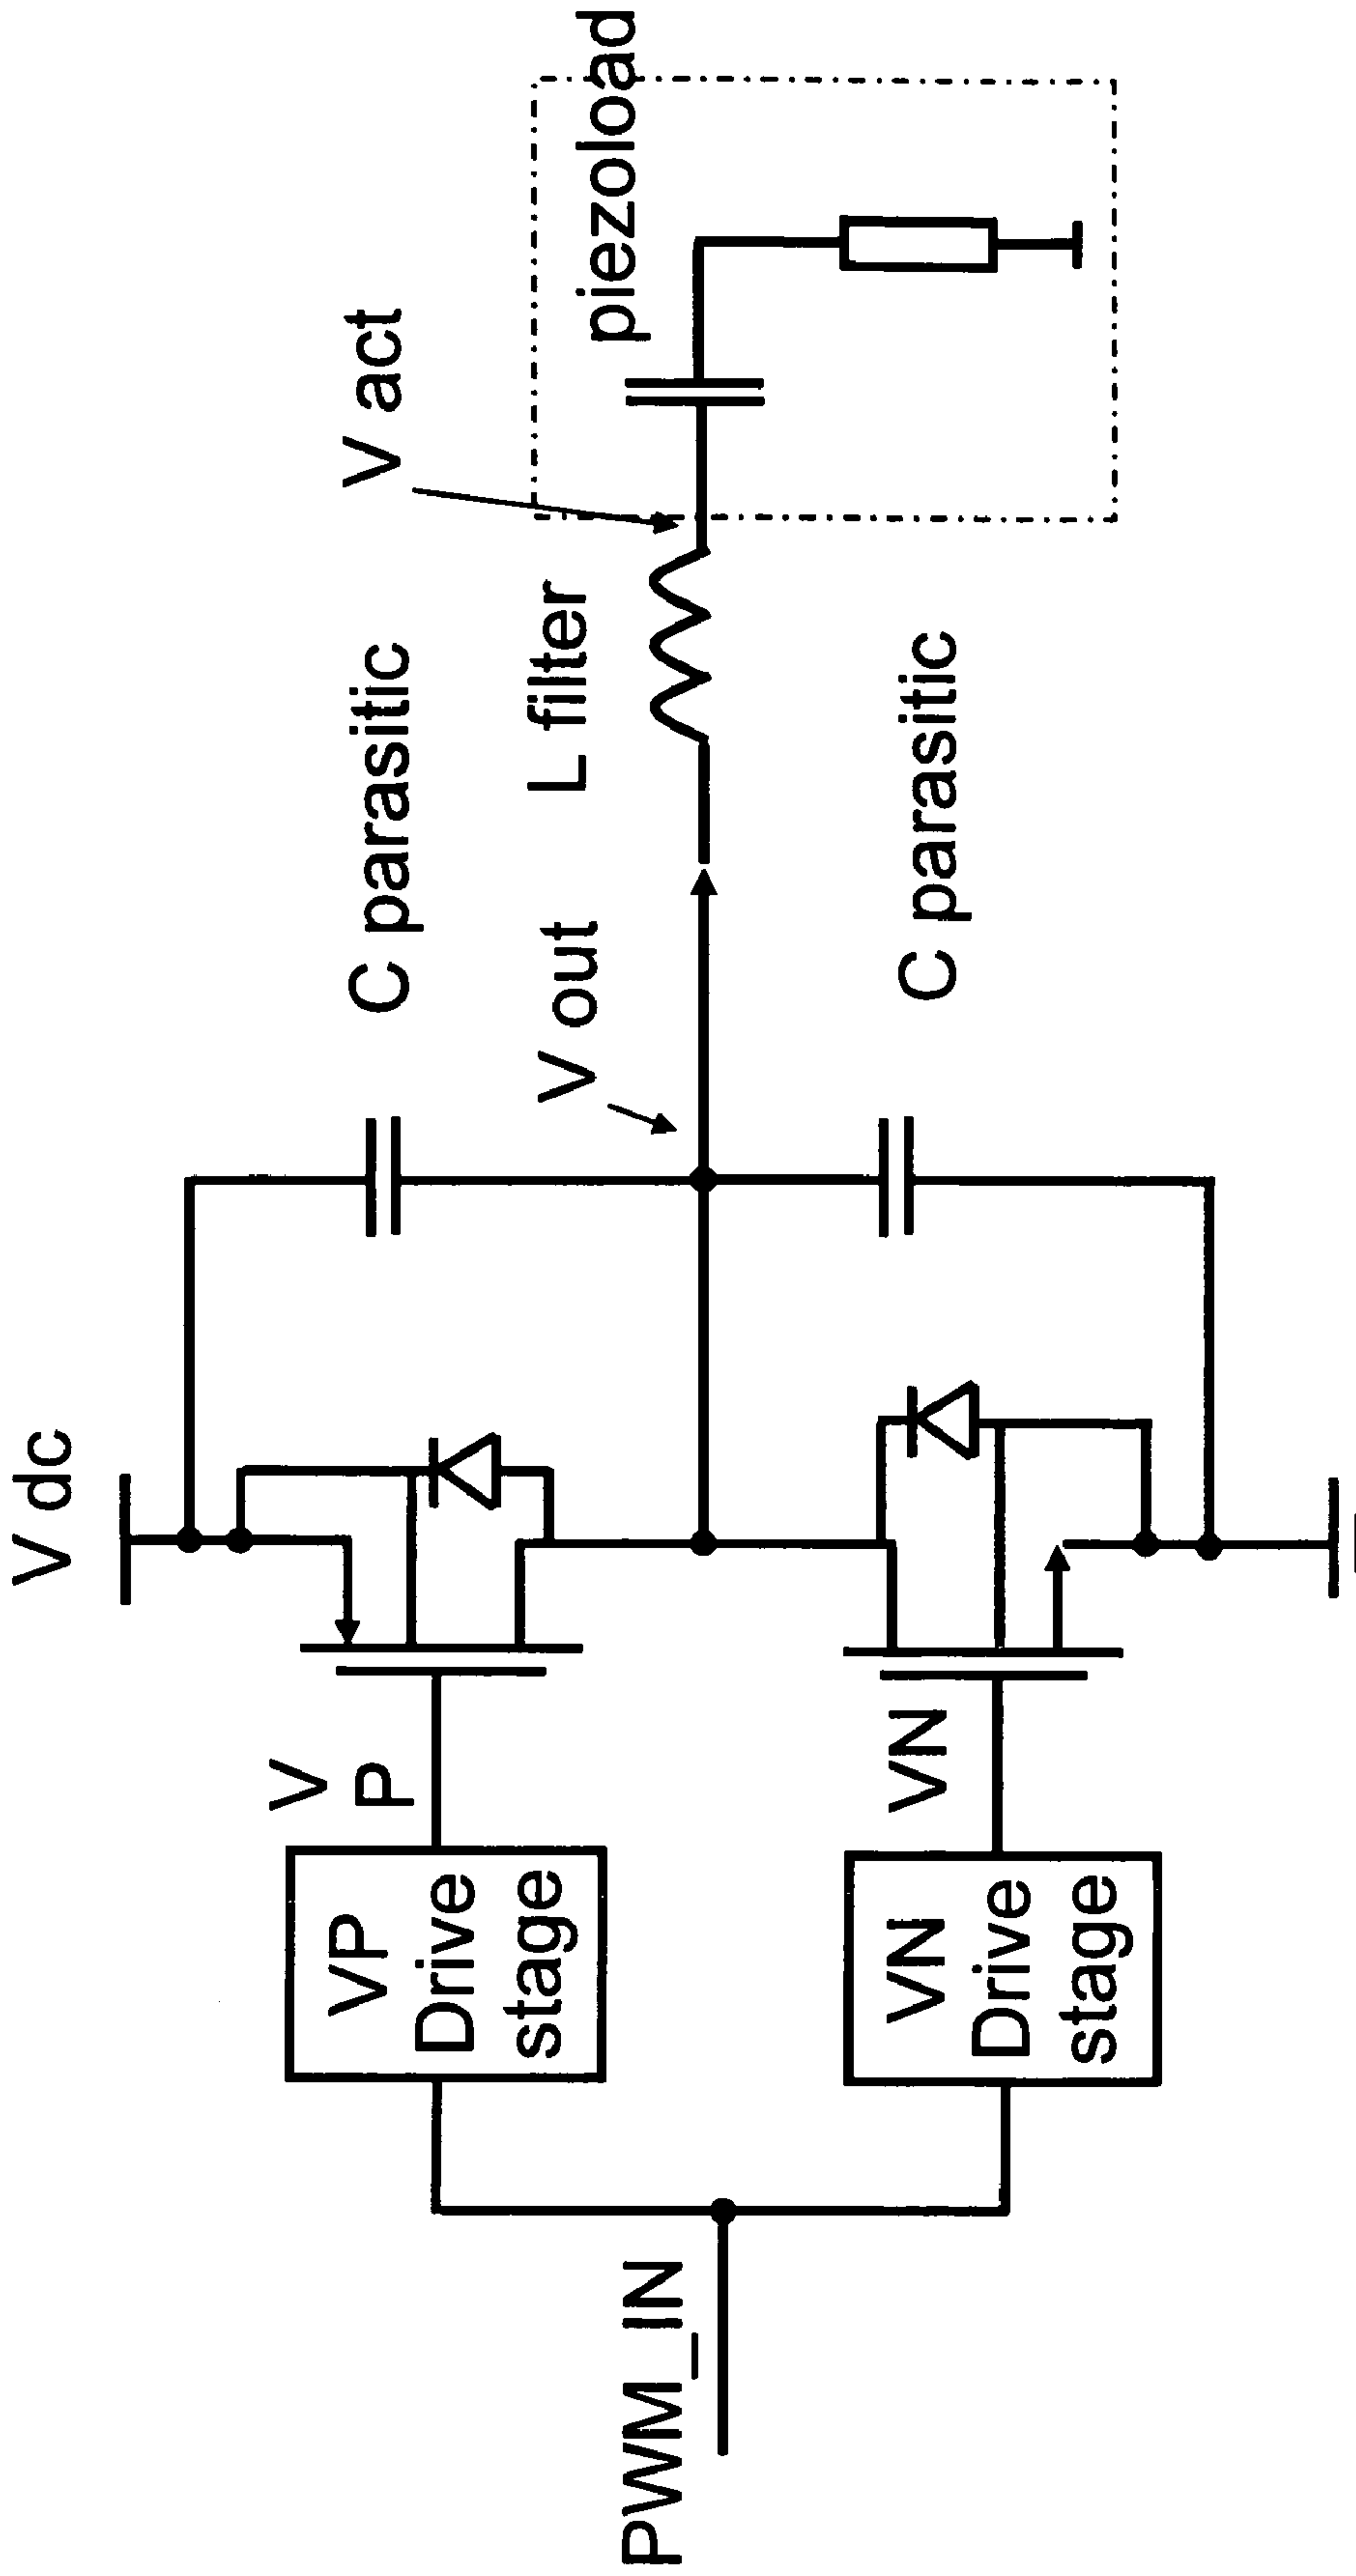 V dc
PWM_IN
VP
Drive
stage
V
P
VN
Drive
stage
VN
V out
C parasitic
C parasitic
L filter
V act
piezoload